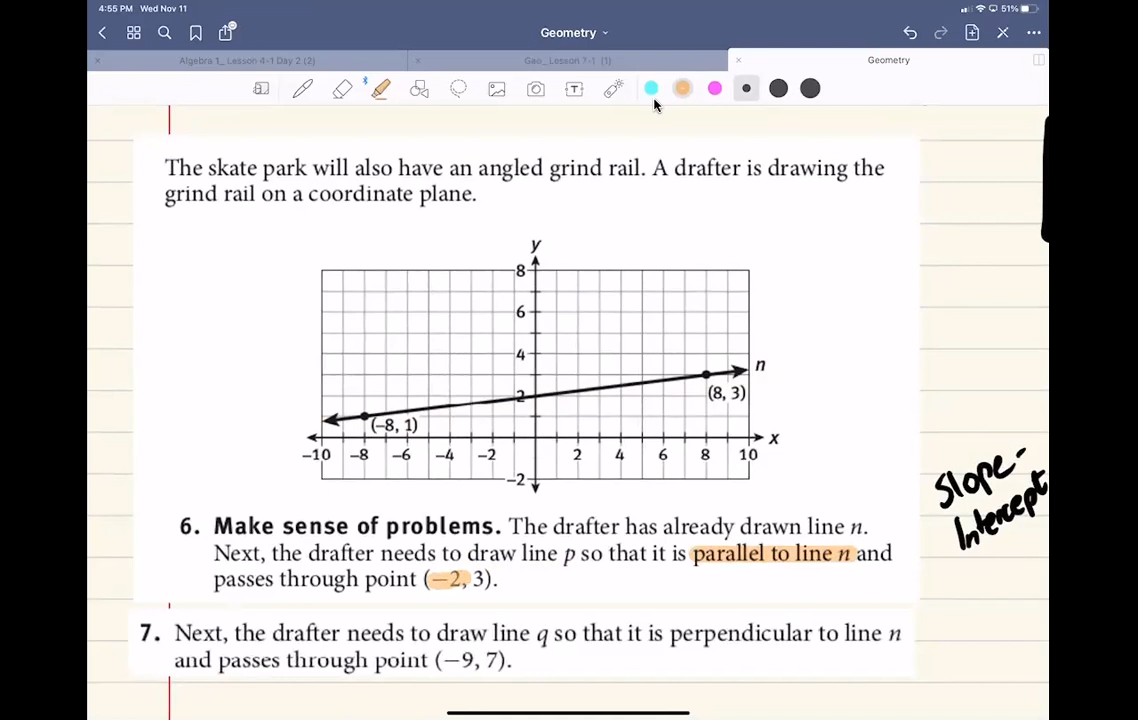 4:55 PM Wed Nov 11
51%
Geometry
Algebra 1_ Lesson 4-1 Day 2 (2)
Geo_ Lesson 7-1 (1)
Geometry
The skate park will also have an angled grind rail. A drafter is drawing the
grind rail on a coordinate plane.
y
8
6
4
n
2
(8, 3)
(−8, 1)
x
−10 −8 −6 −4 −2 2 4 6 8 10
−2
Slope-
Intercept
6. Make sense of problems. The drafter has already drawn line n.
Next, the drafter needs to draw line p so that it is parallel to line n and
passes through point (−2, 3).
7. Next, the drafter needs to draw line q so that it is perpendicular to line n
and passes through point (−9, 7).